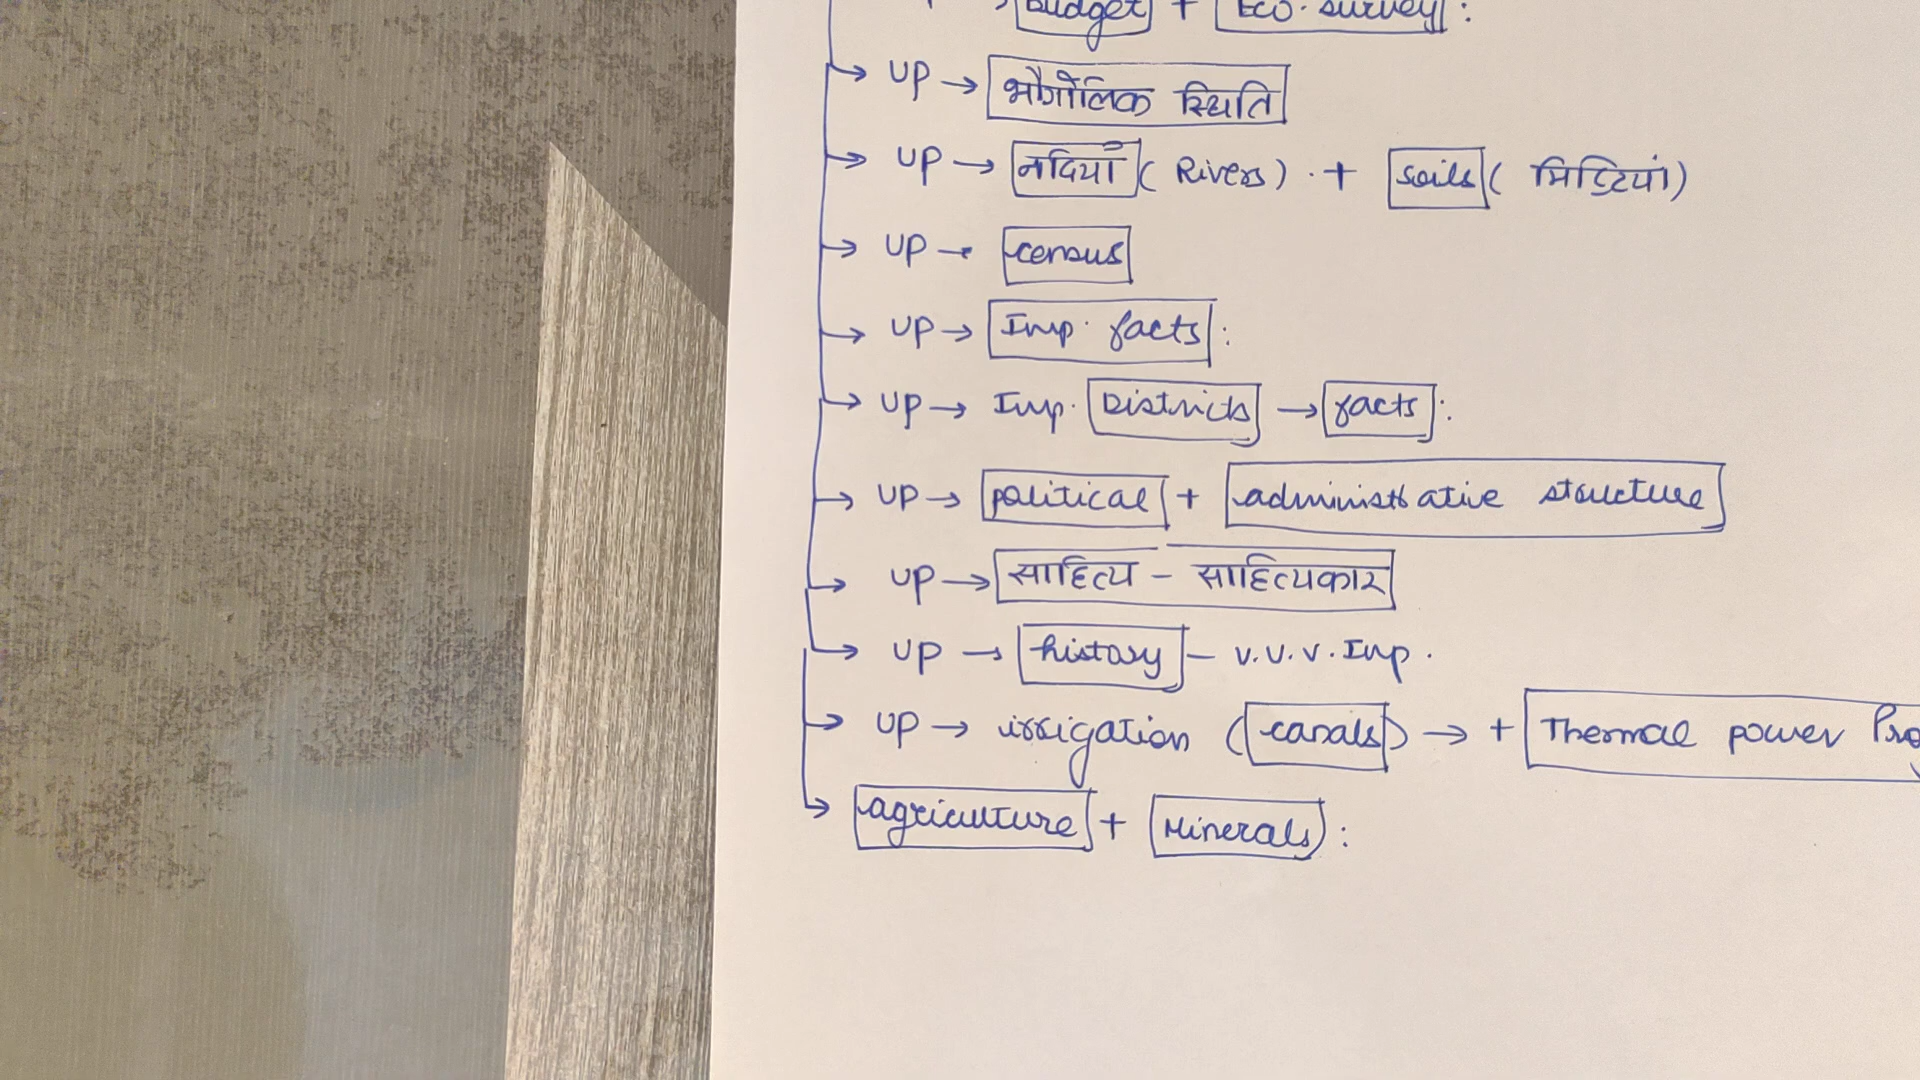 Budget + Eco. survey :
UP → भौगोलिक स्थिति
UP → नदियाँ ( Rivers ) . + soils ( मिट्टियां )
UP → census
UP → Imp. facts :
UP → Imp. Districts → facts :
UP → political + administrative structure
UP → साहित्य - साहित्यकार
UP → history - v.v.v. Imp .
UP → irrigation ( canals ) → + Thermal power
agriculture + Minerals :